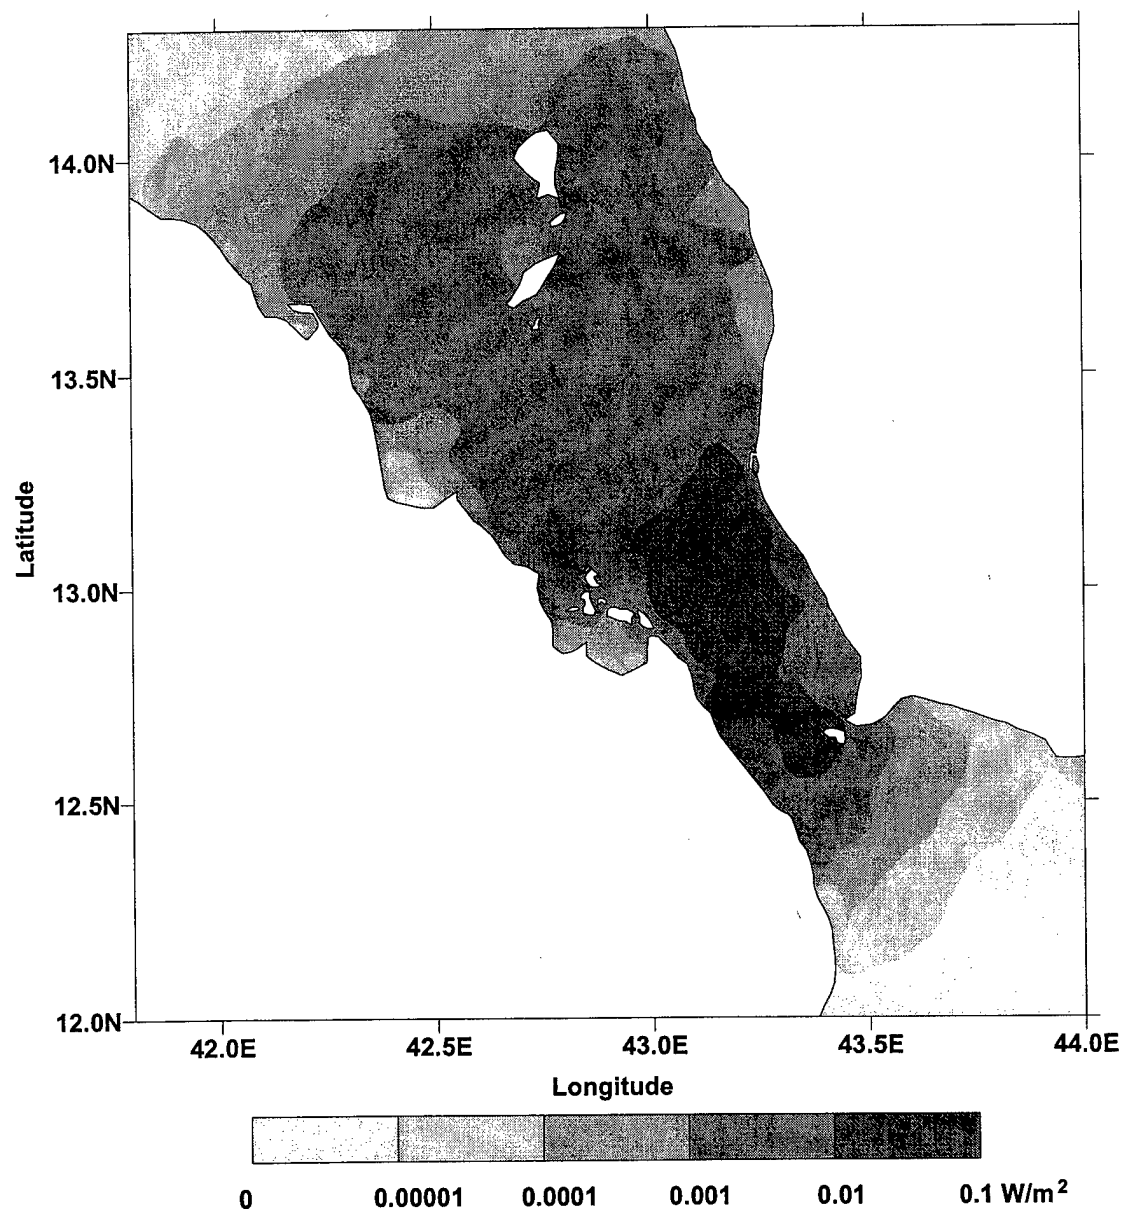 14.0N
13.5N
Latitude
13.0N
12.5N
12.0N
42.0E 42.5E 43.0E 43.5E 44.0E
Longitude
0 0.00001 0.0001 0.001 0.01 0.1 W/m²